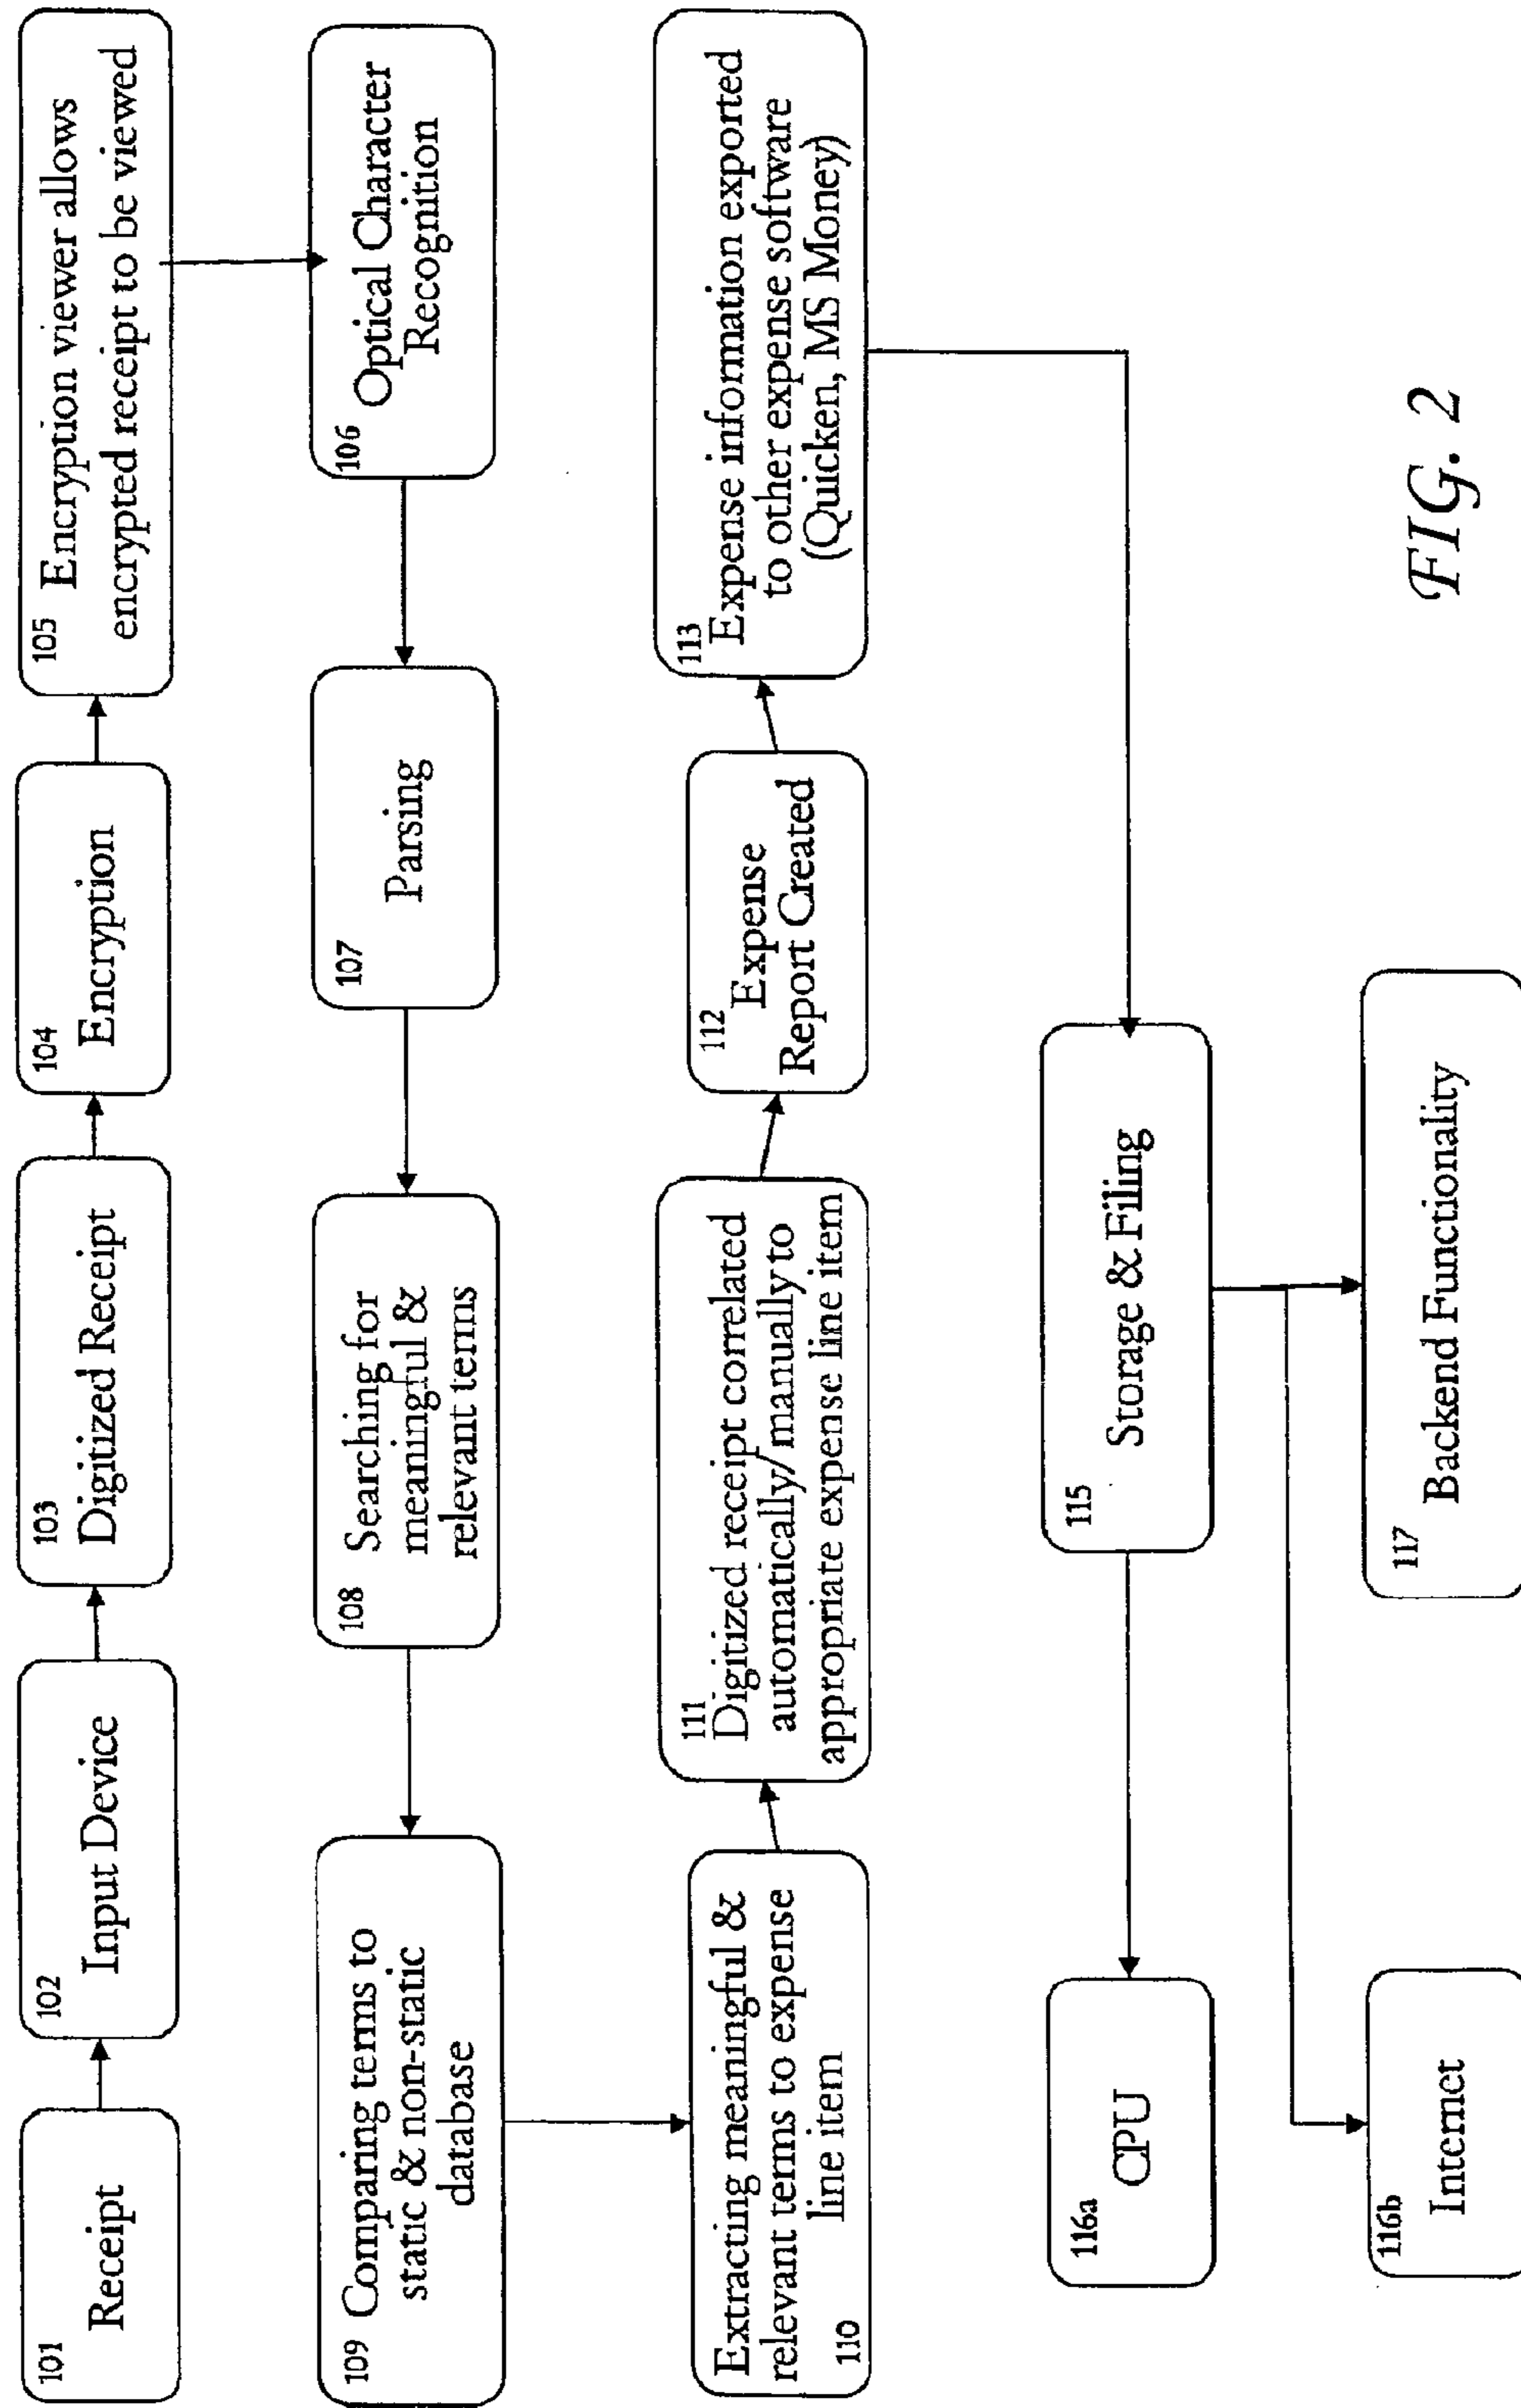 101
Receipt
102
Input Device
103
Digitized Receipt
104
Encryption
105
Encryption viewer allows
encrypted receipt to be viewed
106
Optical Character
Recognition
107
Parsing
108
Searching for
meaningful &
relevant terms
109
Comparing terms to
static & non-static
database
110
Extracting meaningful &
relevant terms to expense
line item
111
Digitized receipt correlated
automatically/manually to
appropriate expense line item
112
Expense
Report Created
113
Expense information exported
to other expense software
(Quicken, MS Money)
115
Storage & Filing
116a
CPU
116b
Internet
117
Backend Functionality
FIG. 2